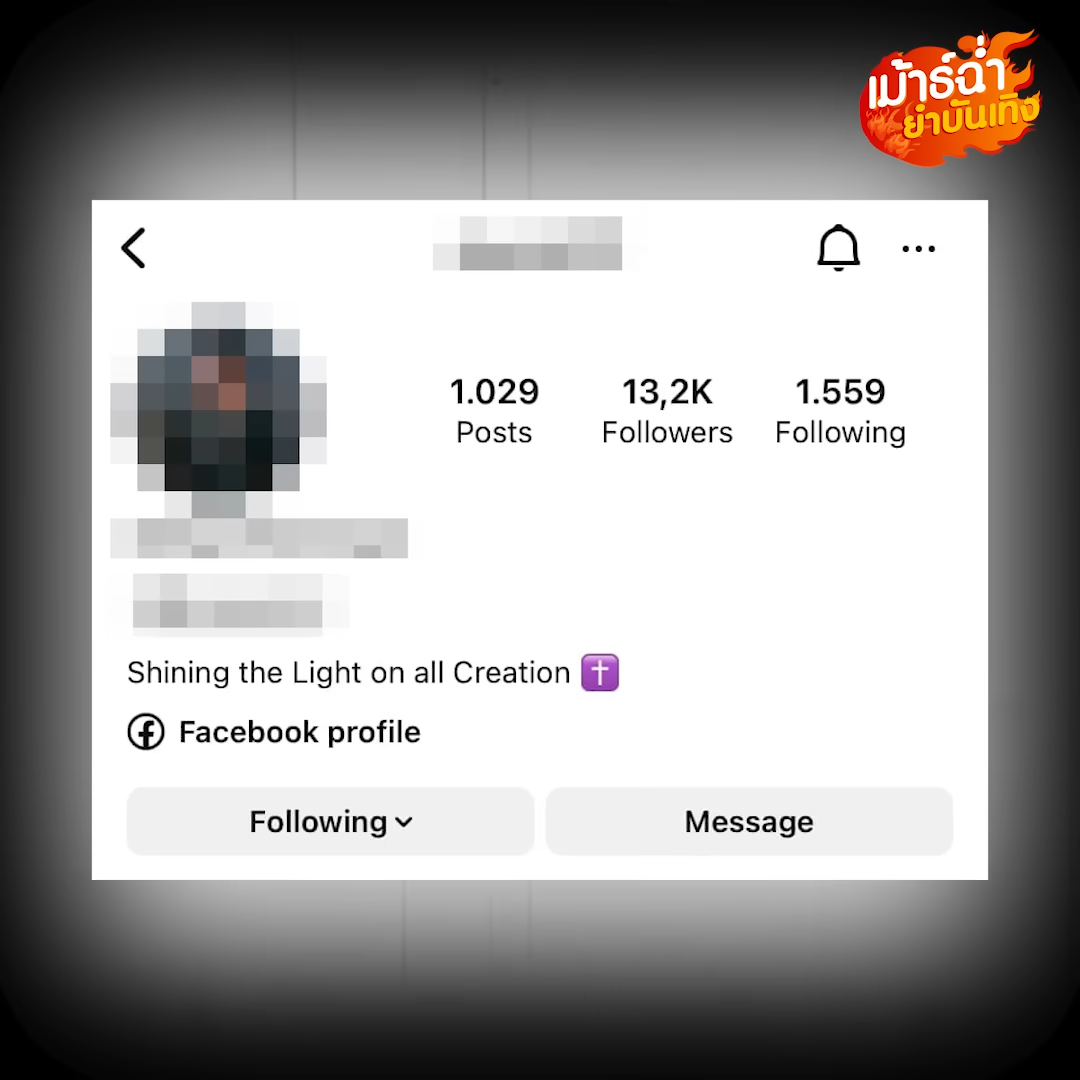 เม้าธ์ฉ่ำ
ยำบันเทิง
1.029 13,2K 1.559
Posts Followers Following
Shining the Light on all Creation ✝️
Facebook profile
Following Message